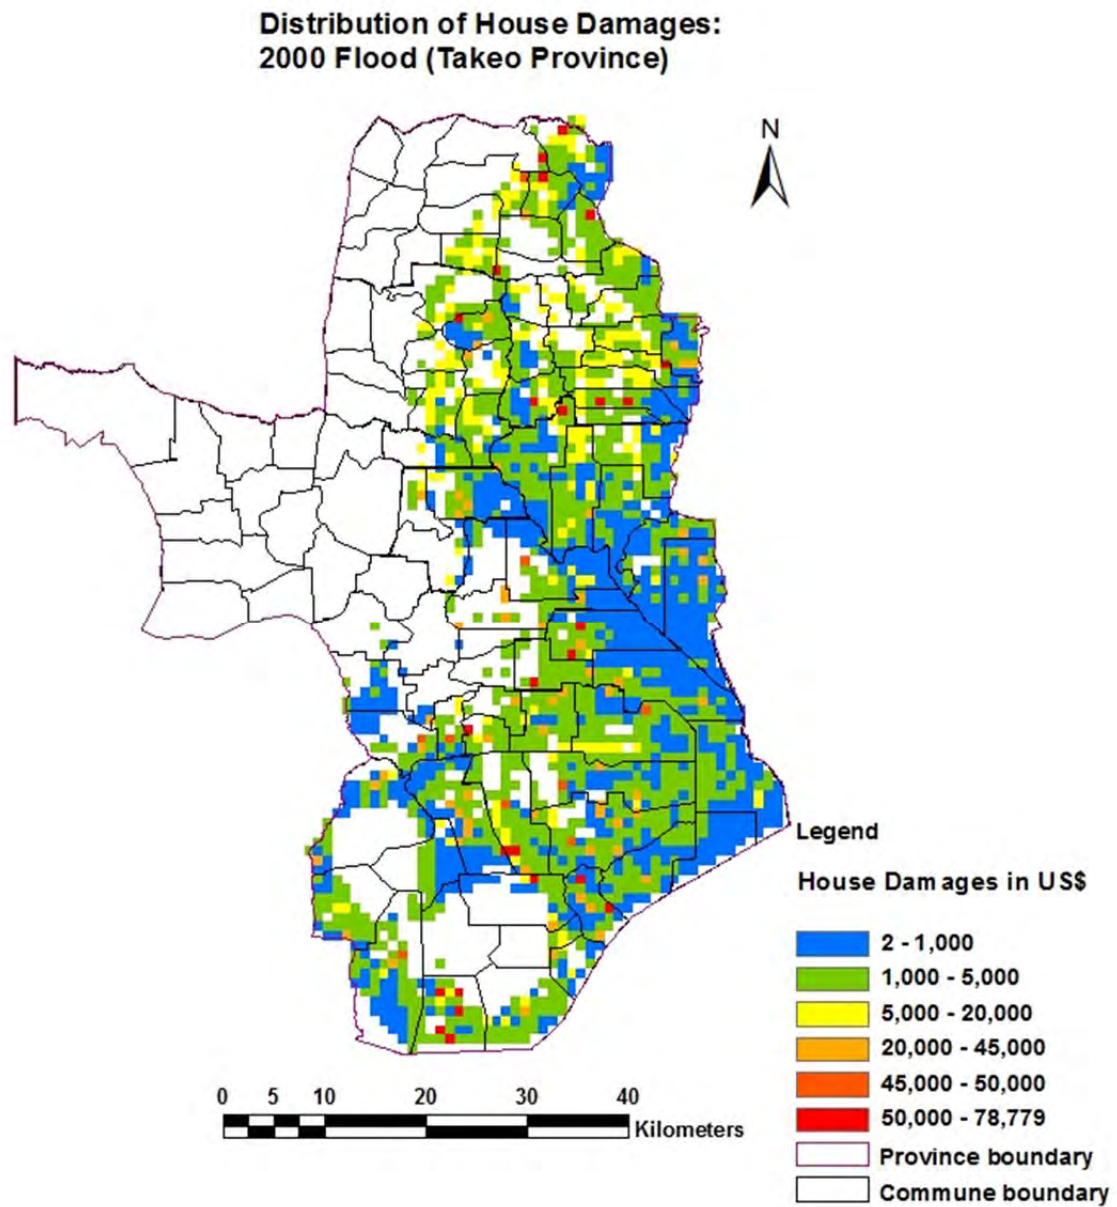 Distribution of House Damages:
2000 Flood (Takeo Province)
N
Legend
House Damages in US$
2 - 1,000
1,000 - 5,000
5,000 - 20,000
20,000 - 45,000
45,000 - 50,000
50,000 - 78,779
Province boundary
Commune boundary
0 5 10 20 30 40
Kilometers